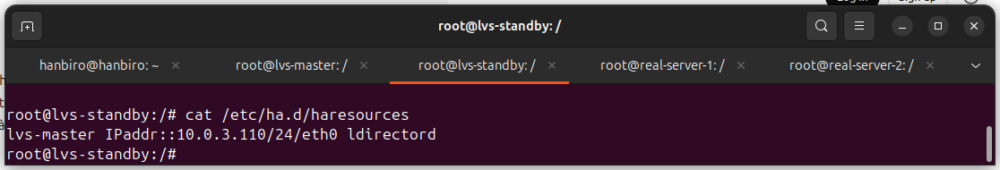 root@lvs-standby: /
hanbiro@hanbiro: ~
root@lvs-master: /
root@lvs-standby: /
root@real-server-1: /
root@real-server-2: /
root@lvs-standby:/# cat /etc/ha.d/haresources
lvs-master IPaddr::10.0.3.110/24/eth0 ldirectord
root@lvs-standby:/#